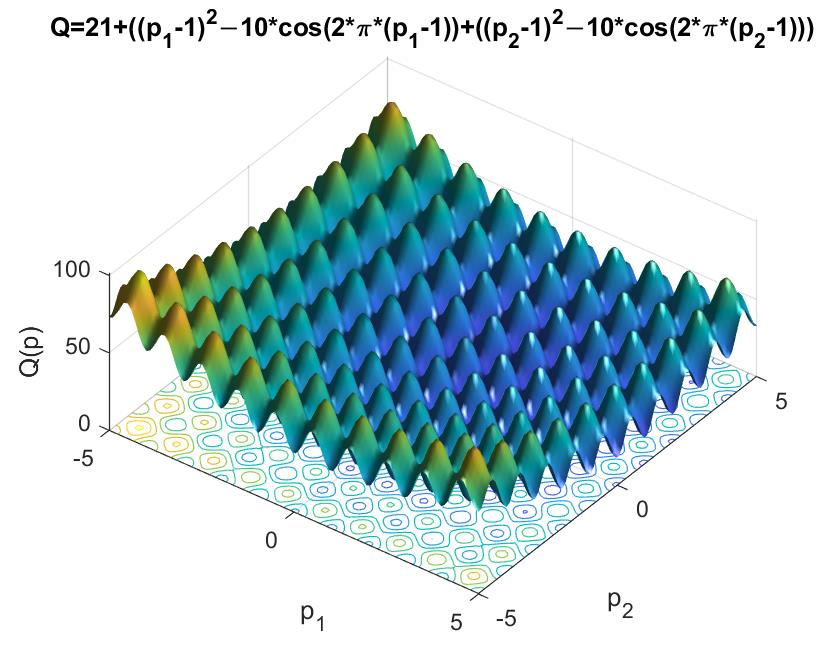 Q=21+((p₁-1)²−10*cos(2*π*(p₁-1))+((p₂-1)²−10*cos(2*π*(p₂-1)))
100
50
0
Q(p)
-5
0
5
p₁
-5
0
5
p₂